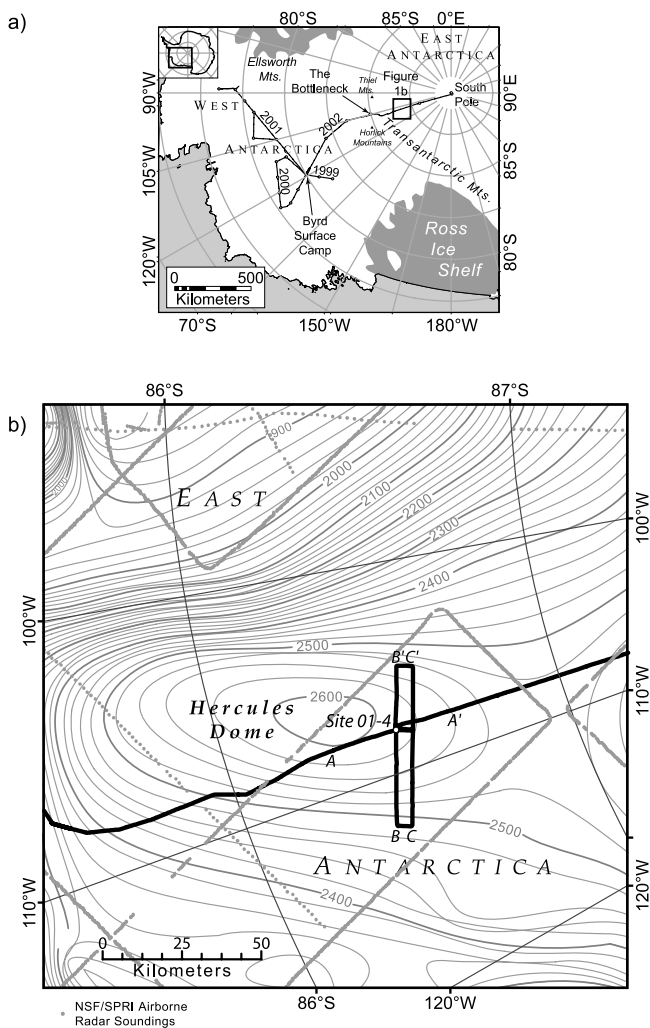 a)
80°S
85°S
0°E
EAST
ANTARCTICA
Ellsworth
Mts.
The
Bottleneck
Thiel
Mts.
Figure
1b
90°W
90°E
South
Pole
WEST
2001
2002
ANTARCTICA
Horlick
Mountains
Transantarctic Mts.
85°S
105°W
2000
1999
Byrd
Surface
Camp
Ross
Ice
Shelf
80°S
120°W
0 500
Kilometers
70°S
150°W
180°W
b)
86°S
87°S
1900
2000
EAST
2000
2100
2200
2300
2400
100°W
100°W
2500
B'C'
2600
Hercules
Dome
Site 01-4
A'
A
110°W
2500
B C
ANTARCTICA
2400
120°W
110°W
0 25 50
Kilometers
86°S
120°W
NSF/SPRI Airborne
Radar Soundings